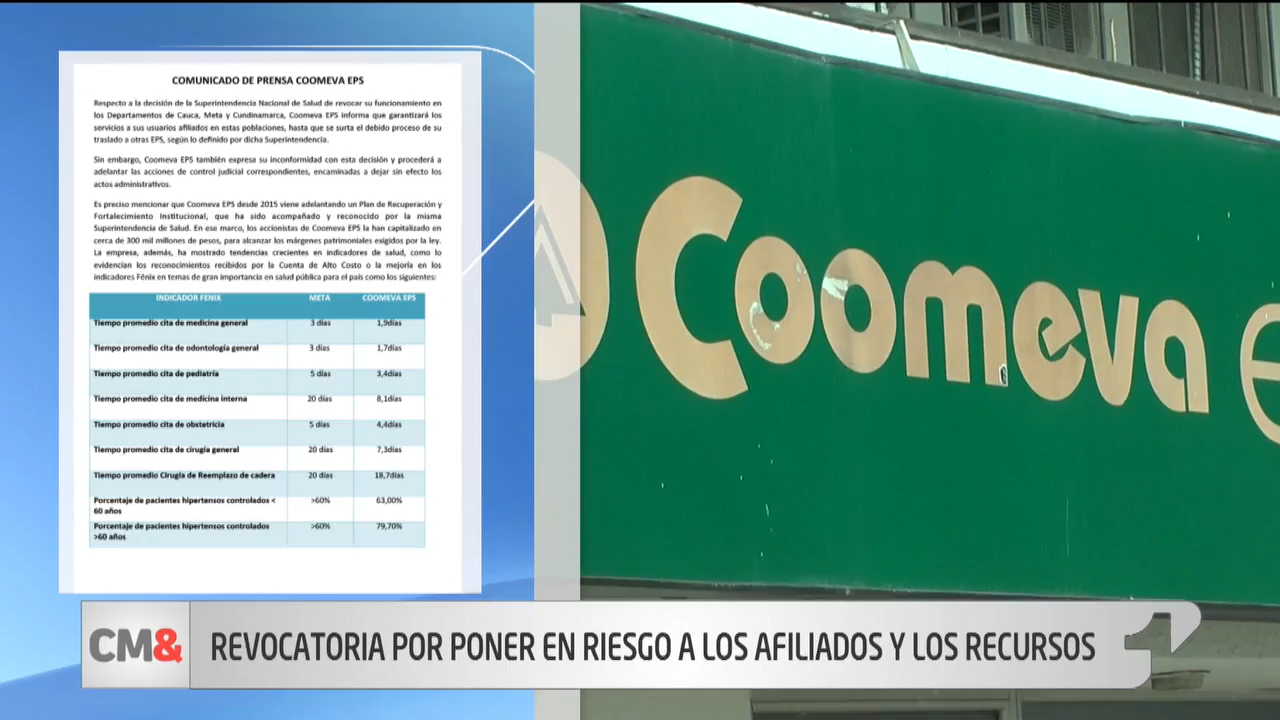 COMUNICADO DE PRENSA COOMEVA EPS
Respecto a la decisión de la Superintendencia Nacional de Salud de revocar su funcionamiento en
los Departamentos de Cauca, Meta y Cundinamarca, Coomeva EPS informa que garantizará los
servicios a sus usuarios afiliados en estas poblaciones, hasta que se surta el debido proceso de su
traslado a otras EPS, según lo definido por dicha Superintendencia.
Sin embargo, Coomeva EPS también expresa su inconformidad con esta decisión y procederá a
adelantar las acciones de control judicial correspondientes, encaminadas a dejar sin efecto los
actos administrativos.
Es preciso mencionar que Coomeva EPS desde 2015 viene adelantando un Plan de Recuperación y
Fortalecimiento Institucional, que ha sido acompañado y reconocido por la misma
Superintendencia de Salud. En ese marco, los accionistas de Coomeva EPS la han capitalizado en
cerca de 300 mil millones de pesos, para alcanzar los márgenes patrimoniales exigidos por la ley.
La empresa, además, ha mostrado tendencias crecientes en indicadores de salud, como lo
evidencian los reconocimientos recibidos por la Cuenta de Alto Costo o la mejoría en los
indicadores Fénix en temas de gran importancia en salud pública para el país como los siguientes:
INDICADOR FENIX META COOMEVA EPS
Tiempo promedio cita de medicina general 3 días 1,9días
Tiempo promedio cita de odontología general 3 días 1,7días
Tiempo promedio cita de pediatría 5 días 3,4días
Tiempo promedio cita de medicina interna 20 días 8,1días
Tiempo promedio cita de obstetricia 5 días 4,4días
Tiempo promedio cita de cirugía general 20 días 7,3días
Tiempo promedio Cirugía de Reemplazo de cadera 20 días 18,7días
Porcentaje de pacientes hipertensos controlados < 60 años >60% 63,00%
Porcentaje de pacientes hipertensos controlados >60 años >60% 79,70%
Coomeva
CM&
REVOCATORIA POR PONER EN RIESGO A LOS AFILIADOS Y LOS RECURSOS
1